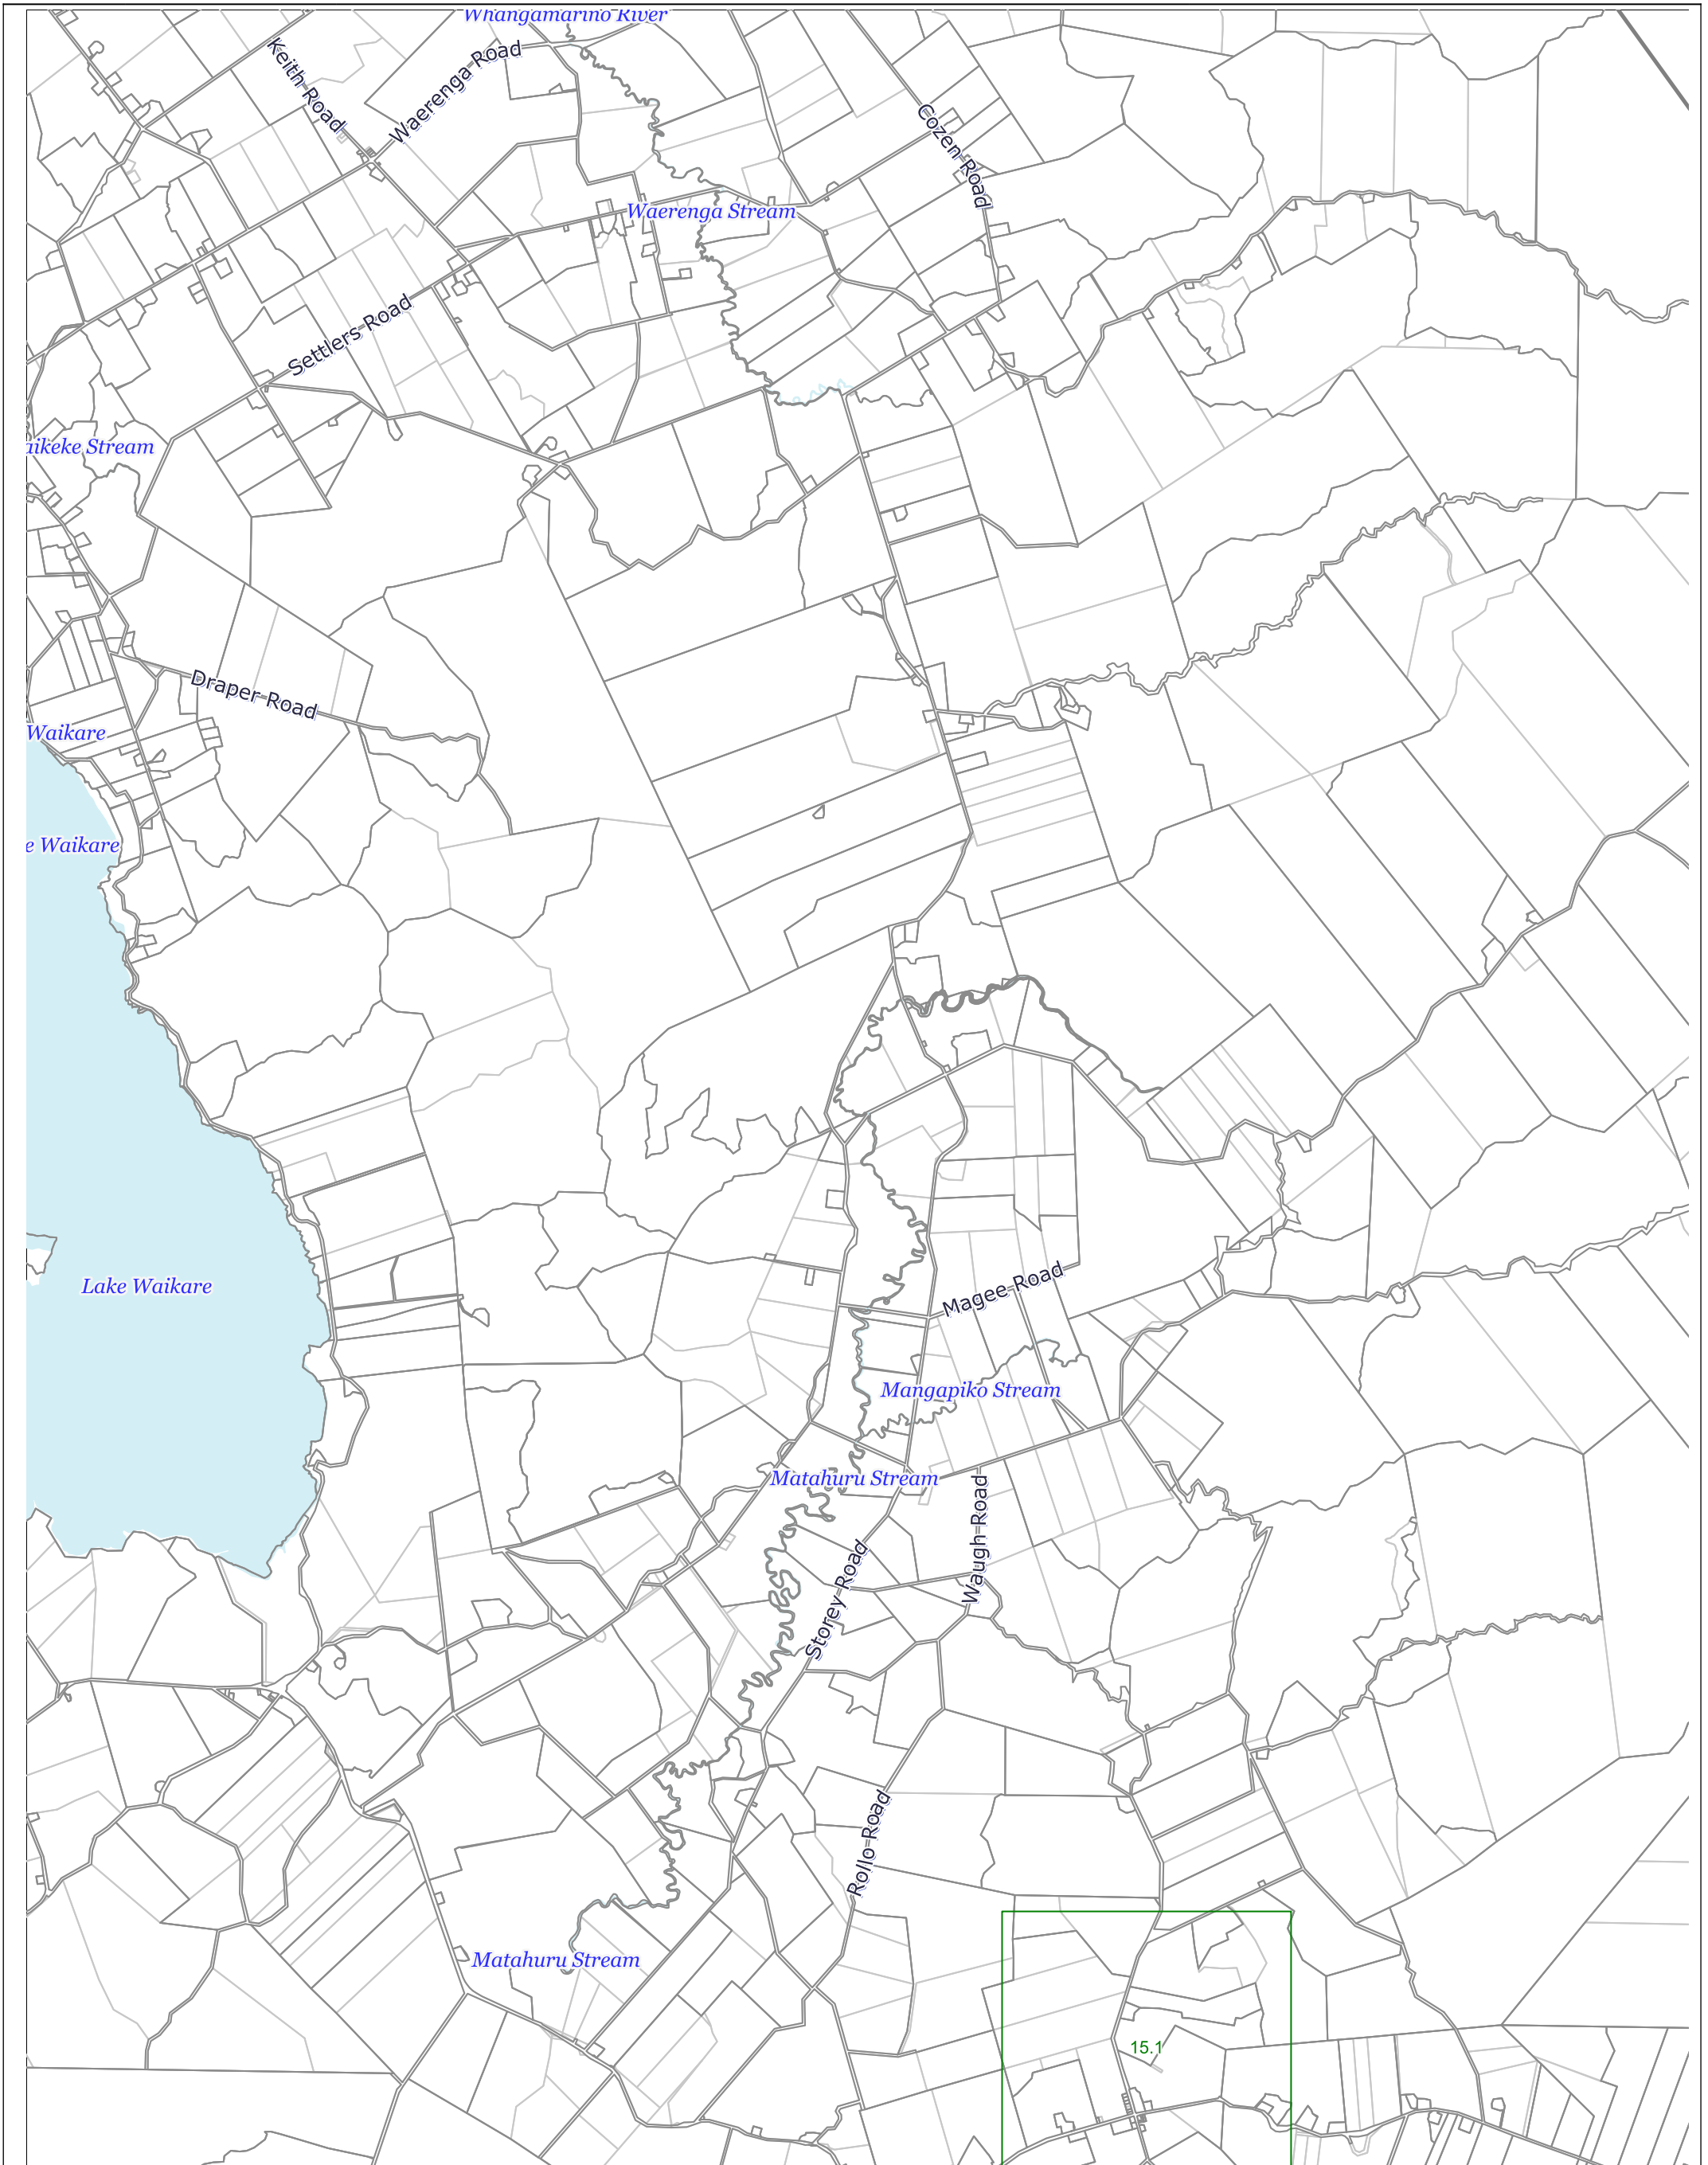 Whangamarino River
Keith Road
Waerenga Road
Cozen Road
Waerenga Stream
Settlers Road
aikeke Stream
Draper Road
Waikare
e Waikare
Lake Waikare
Magee Road
Mangapiko Stream
Matahuru Stream
Waugh Road
Storey Road
Rollo Road
Matahuru Stream
15.1